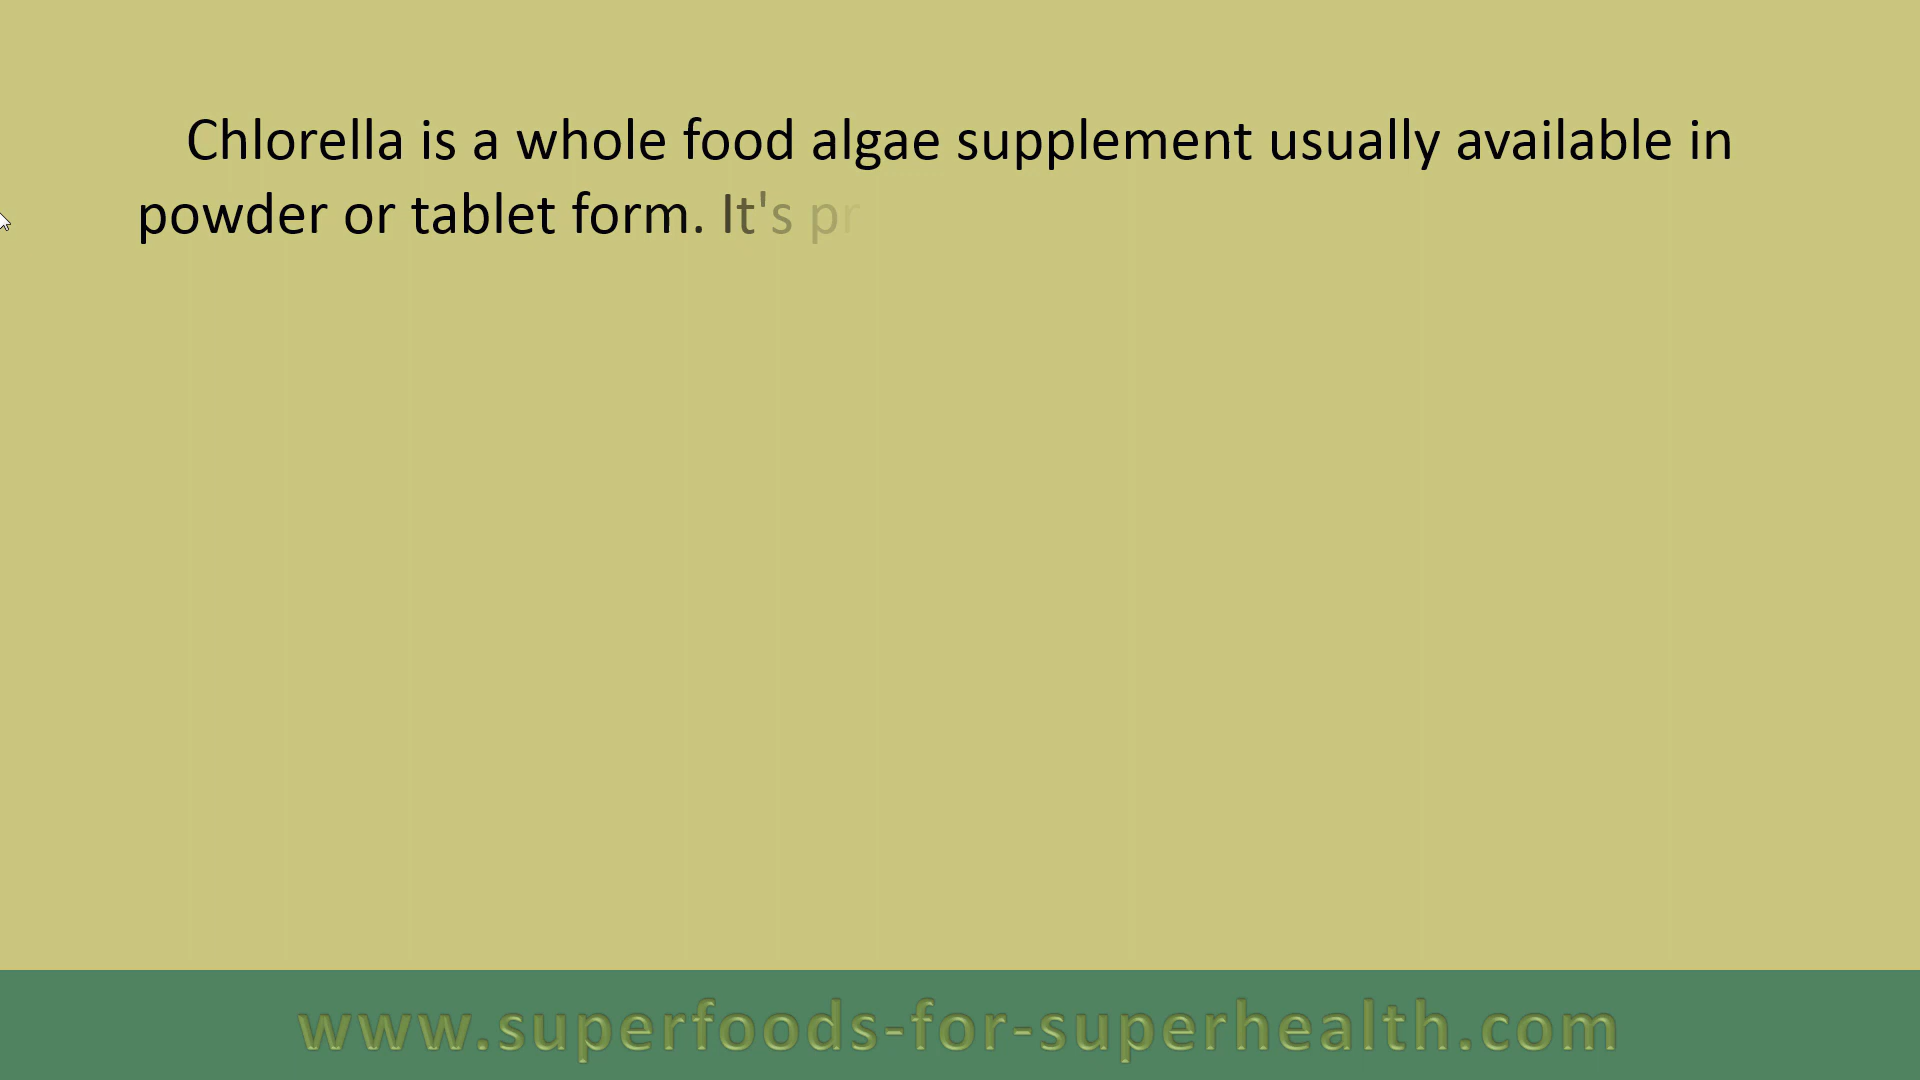 Chlorella is a whole food algae supplement usually available in
powder or tablet form. It's pr
www.superfoods-for-superhealth.com